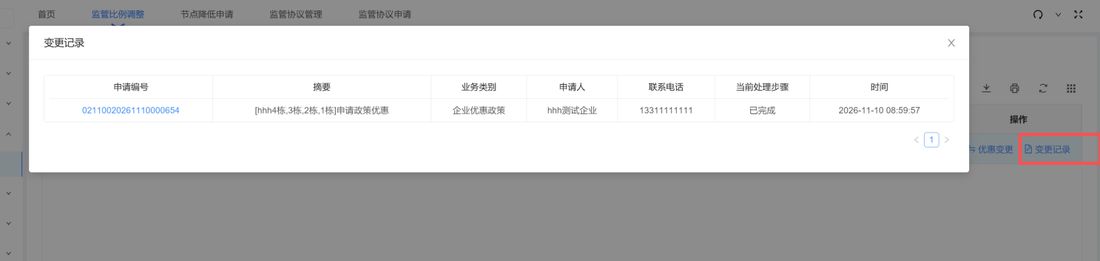 首页 监管比例调整 节点降低申请 监管协议管理 监管协议申请
变更记录
申请编号 摘要 业务类别 申请人 联系电话 当前处理步骤 时间
02110020261110000654 [hhh4栋,3栋,2栋,1栋]申请政策优惠 企业优惠政策 hhh测试企业 13311111111 已完成 2026-11-10 08:59:57
1
操作
优惠变更 变更记录